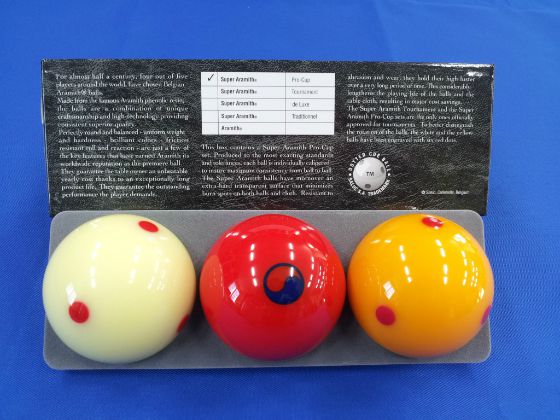 For almost half a century, four out of five
players around the world, have chosen Belgian
Aramith® balls.
Made from the famous Aramith phenolic resin,
the balls are a combination of unique
craftsmanship and high-technology providing
consistent superior quality.
Perfectly round and balanced - uniform weight
and hardness - brilliant colors - friction
resistant roll and reaction - are just a few of
the key features that have earned Aramith its
worldwide reputation as the premiere ball.
They guarantee the table owner an unbeatable
yearly cost thanks to an exceptionally long
product life. They guarantee the outstanding
performance the player demands.
✓ Super Aramith® Pro-Cup
Super Aramith® Tournament
Super Aramith® de Luxe
Super Aramith® Traditionnel
Aramith®
This box contains a Super Aramith Pro-Cup
set. Produced to the most exacting standards
and tolerances, each ball is individually calipered
to insure maximum consistency from ball to ball.
The Super Aramith® balls have moreover an
extra-hard transparent surface that minimizes
burn spots on both balls and cloth. Resistant to
abrasion and wear, they hold their high luster
over a very long period of time. This considerably
lengthens the playing life of the balls and the
table cloth, resulting in major cost savings.
The Super Aramith® Tournament and the Super
Aramith® Pro-Cup sets are the only ones officially
approved for tournaments. To better distinguish
the rotation of the balls, the white and the yellow
balls have been engraved with six red dots.
DOTTED CUE BALL
TM
U.S.A. TRADEMARK
© Saluc, Callenelle, Belgium